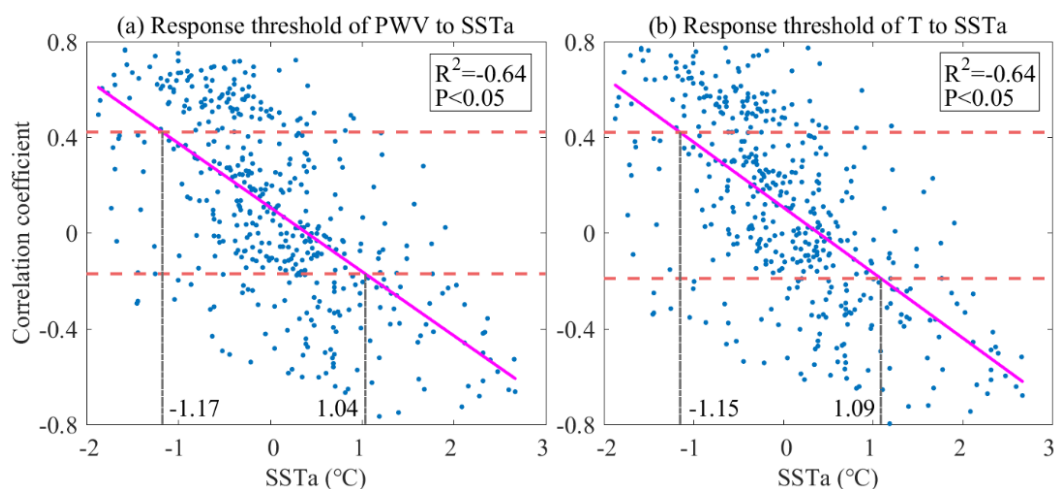 (a) Response threshold of PWV to SSTa
(b) Response threshold of T to SSTa
Correlation coefficient
0.8
0.4
0
-0.4
-0.8
R²=-0.64
P<0.05
-1.17
1.04
-2
-1
0
1
2
3
SSTa (°C)
0.8
0.4
0
-0.4
-0.8
R²=-0.64
P<0.05
-1.15
1.09
-2
-1
0
1
2
3
SSTa (°C)